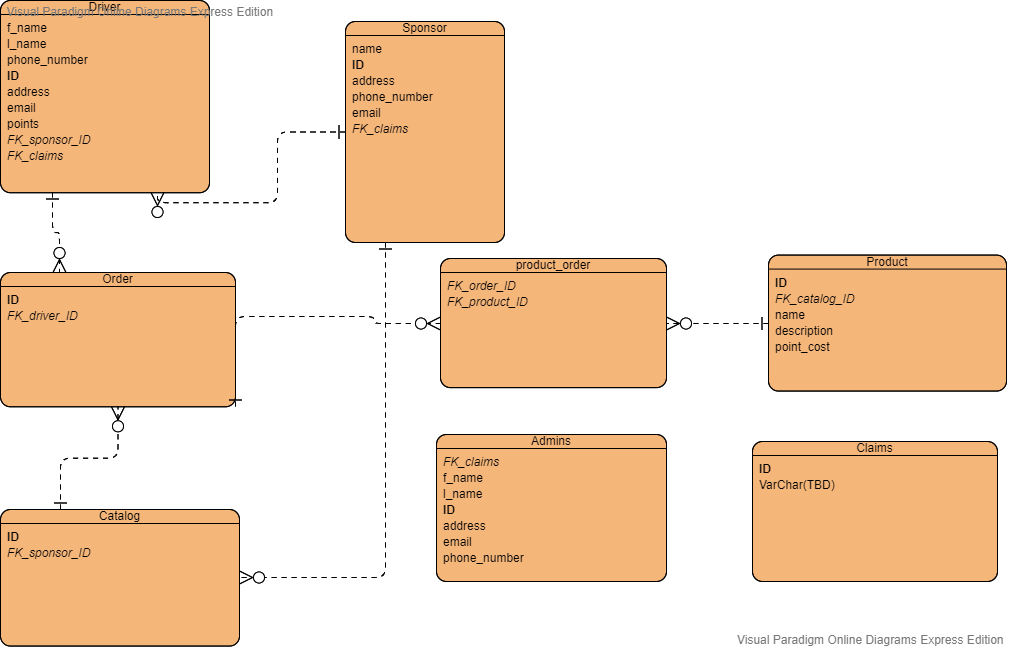 Visual Paradigm Online Diagrams Express Edition
Driver
f_name
l_name
phone_number
ID
address
email
points
FK_sponsor_ID
FK_claims
Sponsor
name
ID
address
phone_number
email
FK_claims
Order
ID
FK_driver_ID
product_order
FK_order_ID
FK_product_ID
Product
ID
FK_catalog_ID
name
description
point_cost
Catalog
ID
FK_sponsor_ID
Admins
FK_claims
f_name
l_name
ID
address
email
phone_number
Claims
ID
VarChar(TBD)
Visual Paradigm Online Diagrams Express Edition